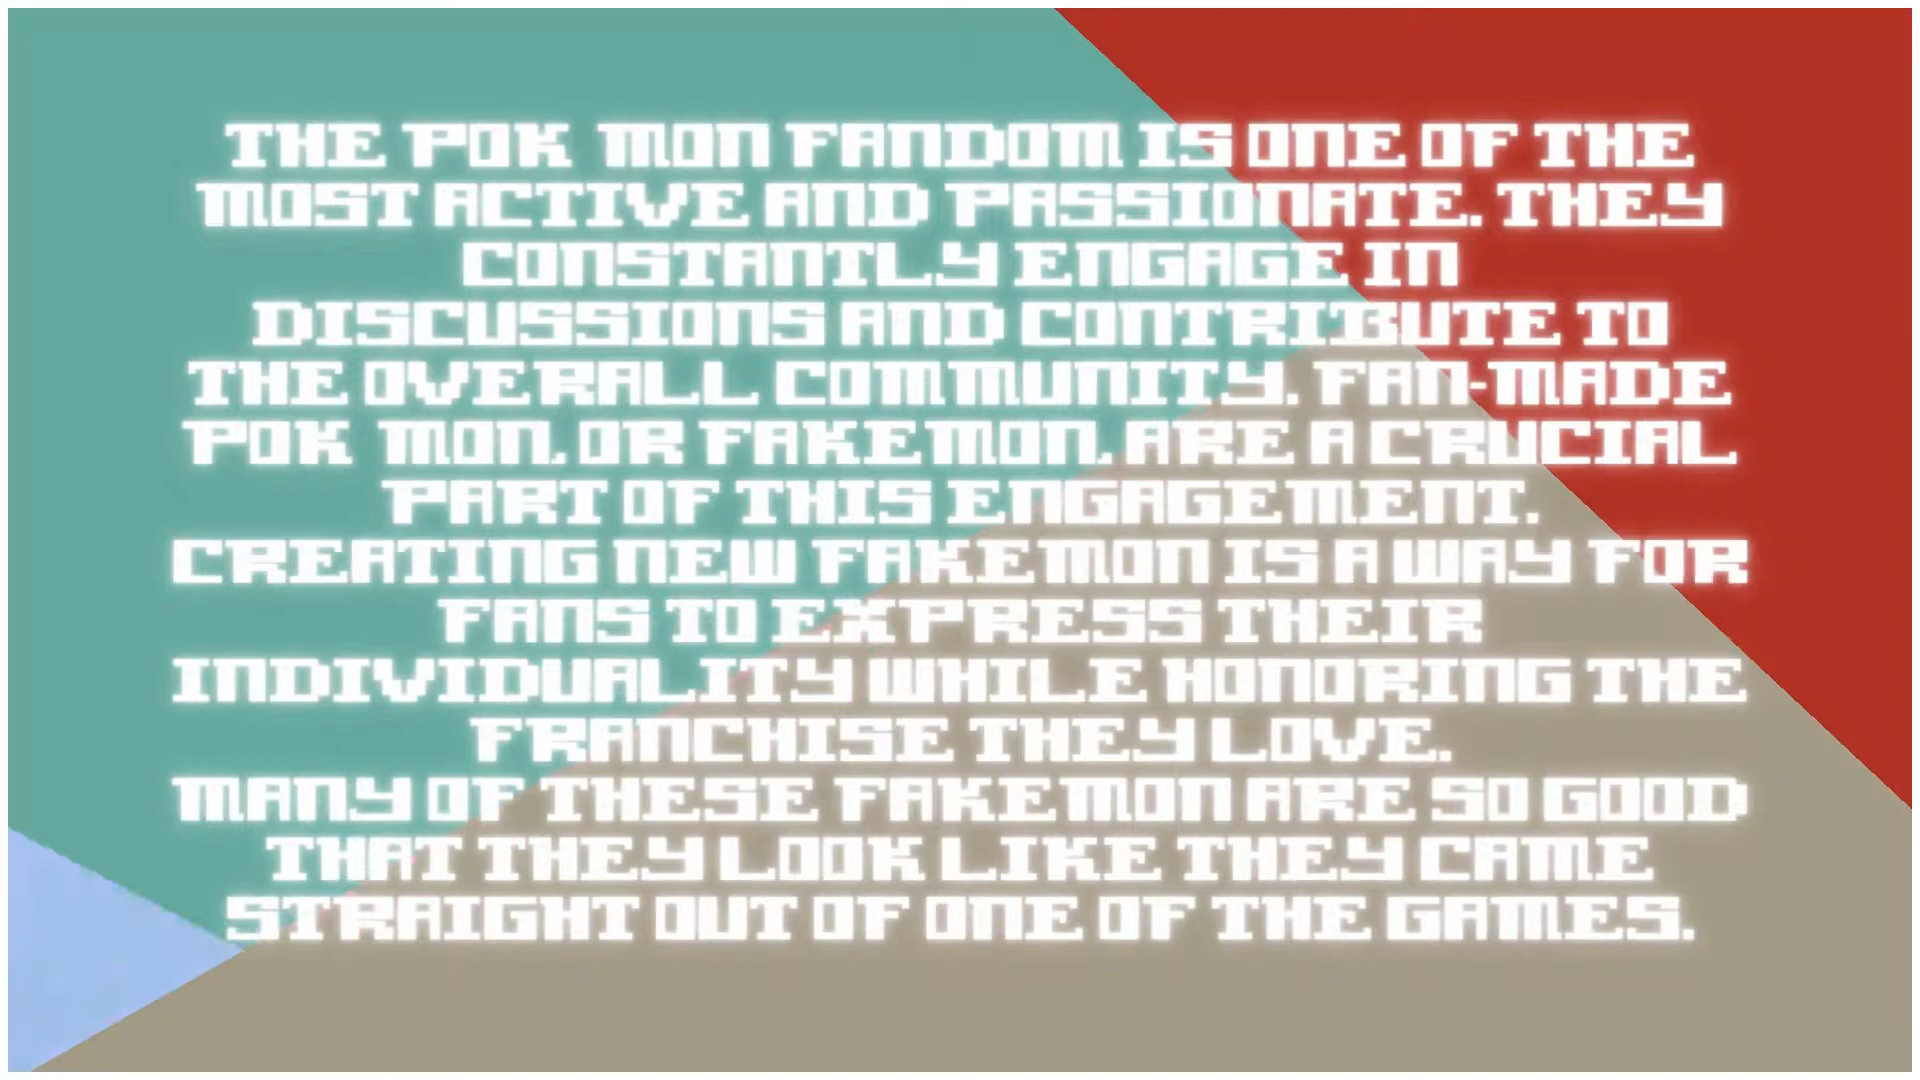 THE POK MON FANDOM IS ONE OF THE
MOST ACTIVE AND PASSIONATE. THEY
CONSTANTLY ENGAGE IN
DISCUSSIONS AND CONTRIBUTE TO
THE OVERALL COMMUNITY. FAN-MADE
POK MON, OR FAKEMON, ARE A CRUCIAL
PART OF THIS ENGAGEMENT.
CREATING NEW FAKEMON IS A WAY FOR
FANS TO EXPRESS THEIR
INDIVIDUALITY WHILE HONORING THE
FRANCHISE THEY LOVE.
MANY OF THESE FAKEMON ARE SO GOOD
THAT THEY LOOK LIKE THEY CAME
STRAIGHT OUT OF ONE OF THE GAMES.